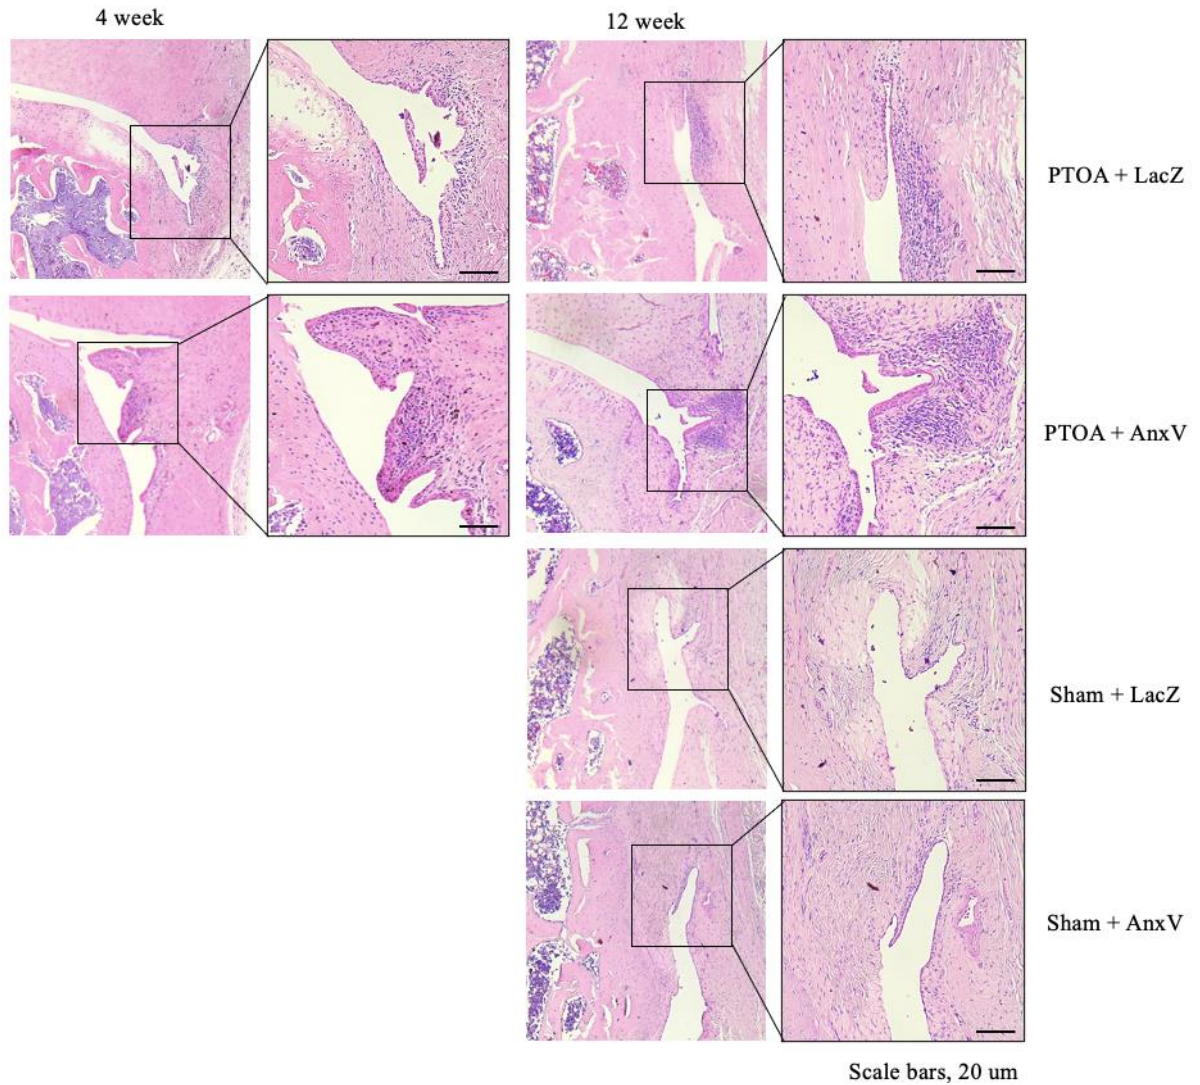 4 week
12 week
PTOA + LacZ
PTOA + AnxV
Sham + LacZ
Sham + AnxV
Scale bars, 20 um